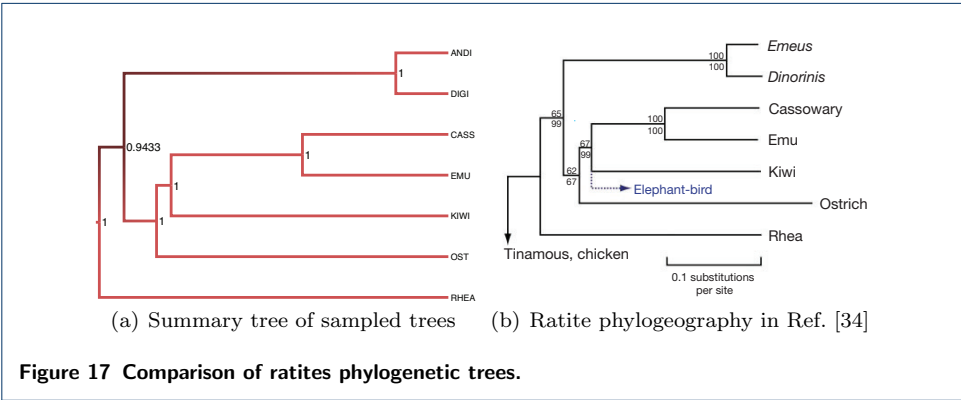 ANDI
1
DIGI
0.9433
CASS
1
EMU
1
KIWI
1
OST
1
RHEA
Emeus
100
100
Dinorinis
65
99
Cassowary
100
100
Emu
67
99
Kiwi
62
67
Elephant-bird
Ostrich
Rhea
Tinamous, chicken
0.1 substitutions
per site
(a) Summary tree of sampled trees
(b) Ratite phylogeography in Ref. [34]
Figure 17 Comparison of ratites phylogenetic trees.